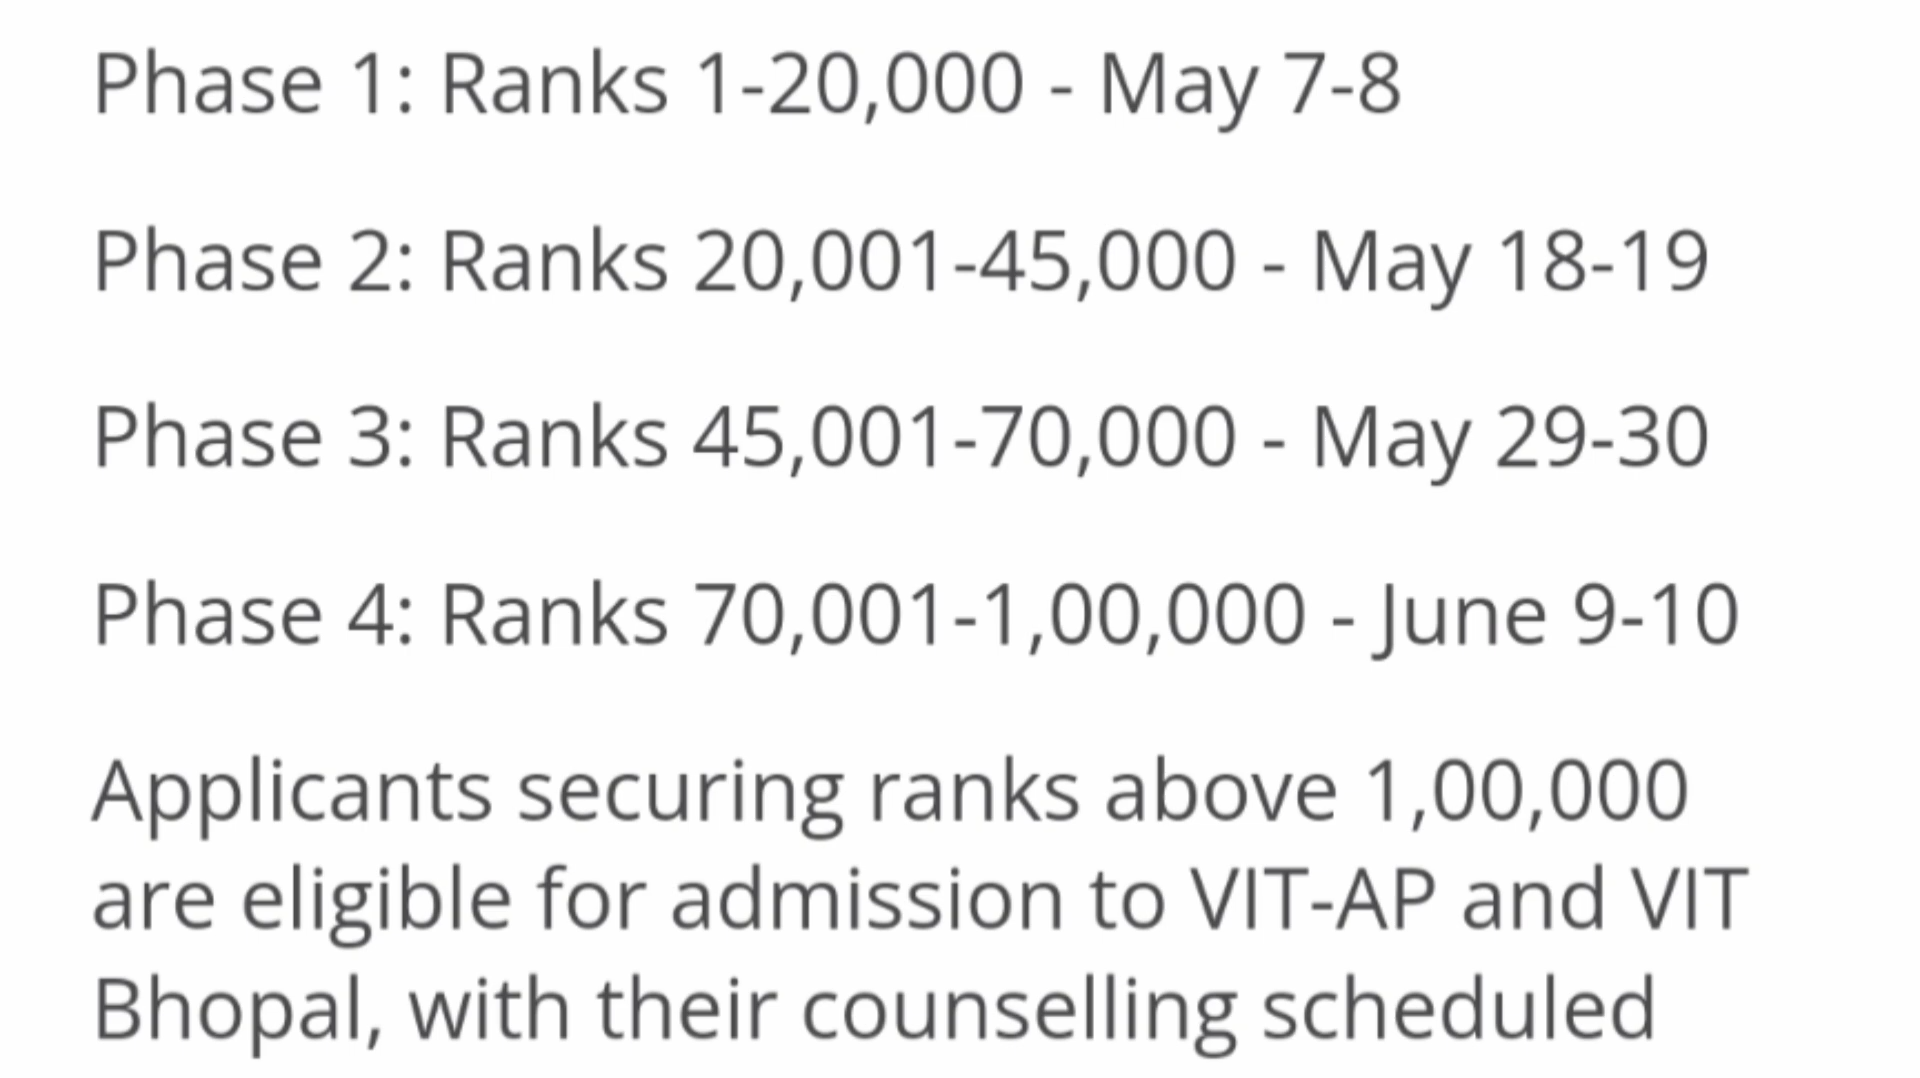 Phase 1: Ranks 1-20,000 - May 7-8
Phase 2: Ranks 20,001-45,000 - May 18-19
Phase 3: Ranks 45,001-70,000 - May 29-30
Phase 4: Ranks 70,001-1,00,000 - June 9-10
Applicants securing ranks above 1,00,000
are eligible for admission to VIT-AP and VIT
Bhopal, with their counselling scheduled